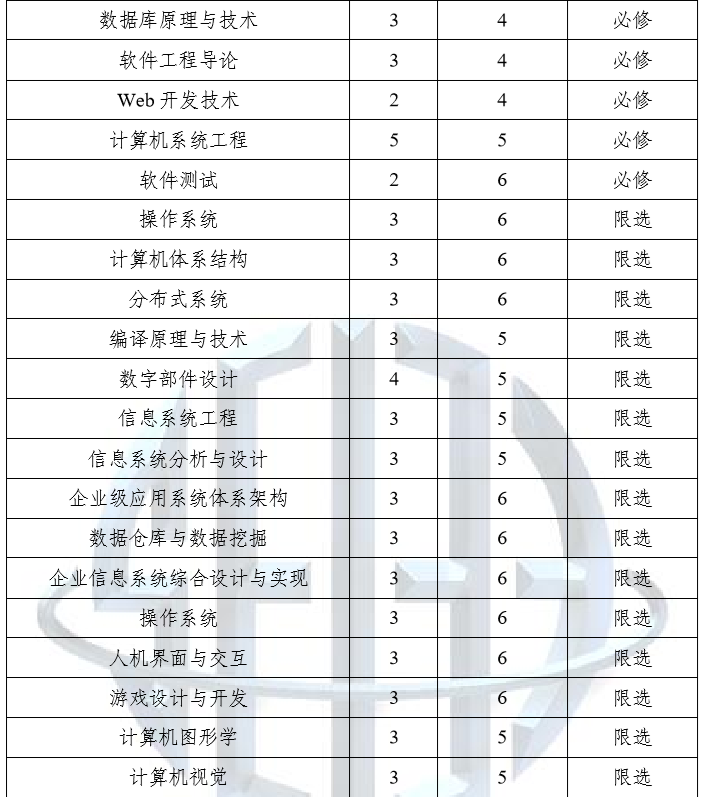 数据库原理与技术 3 4 必修
软件工程导论 3 4 必修
Web 开发技术 2 4 必修
计算机系统工程 5 5 必修
软件测试 2 6 必修
操作系统 3 6 限选
计算机体系结构 3 6 限选
分布式系统 3 6 限选
编译原理与技术 3 5 限选
数字部件设计 4 5 限选
信息系统工程 3 5 限选
信息系统分析与设计 3 5 限选
企业级应用系统体系架构 3 6 限选
数据仓库与数据挖掘 3 6 限选
企业信息系统综合设计与实现 3 6 限选
操作系统 3 6 限选
人机界面与交互 3 6 限选
游戏设计与开发 3 6 限选
计算机图形学 3 5 限选
计算机视觉 3 5 限选